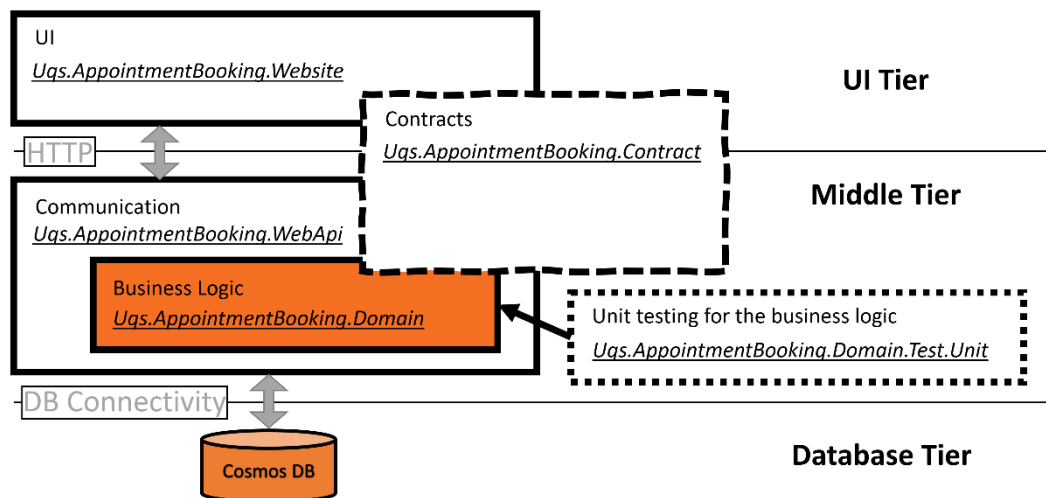 UI
Uqs.AppointmentBooking.Website
UI Tier
Contracts
Uqs.AppointmentBooking.Contract
HTTP
Middle Tier
Communication
Uqs.AppointmentBooking.WebApi
Business Logic
Uqs.AppointmentBooking.Domain
Unit testing for the business logic
Uqs.AppointmentBooking.Domain.Test.Unit
DB Connectivity
Database Tier
Cosmos DB